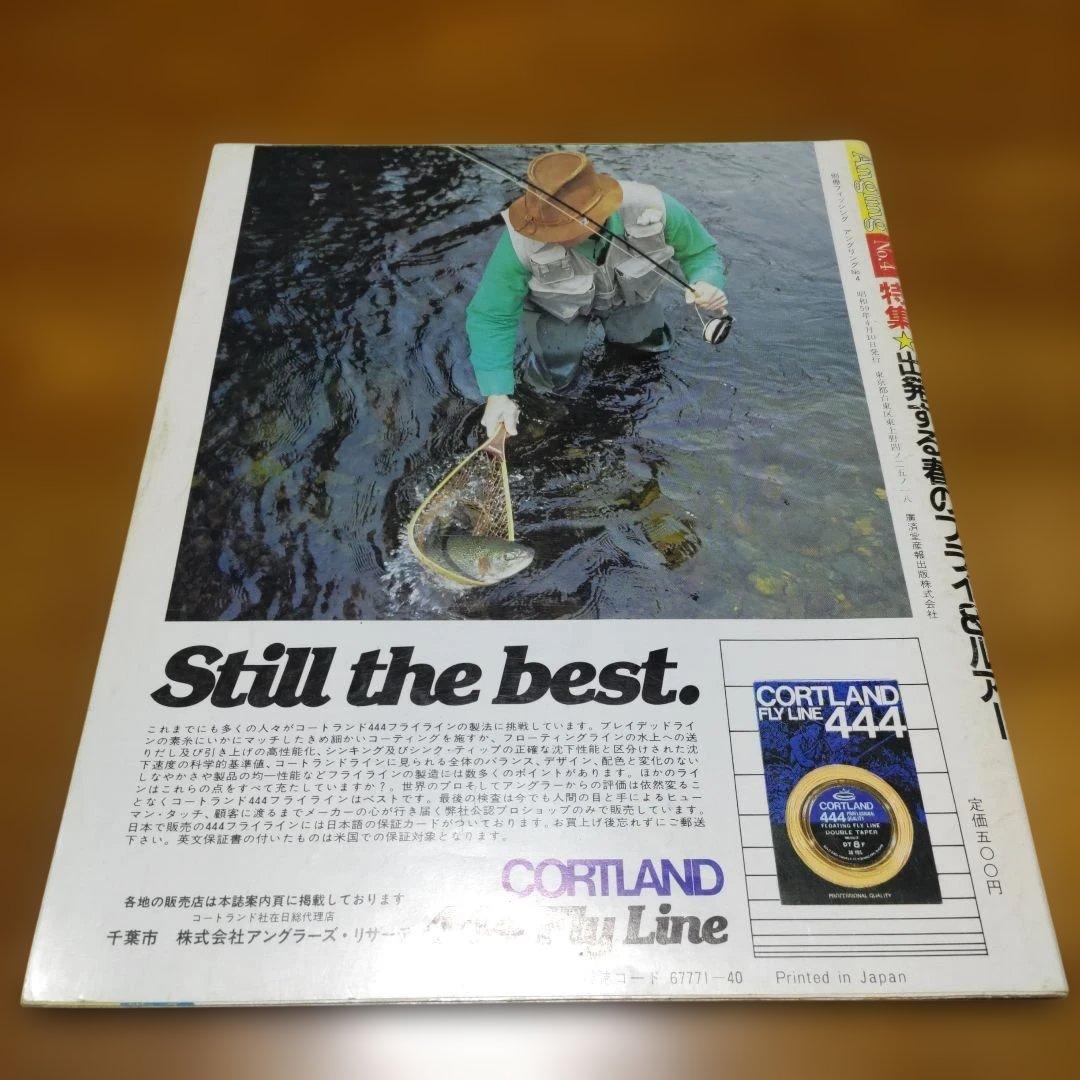 Angling
No.4
特集★出発する春のフライ&ルアー
別冊フィッシング アングリング№4 昭和59年4月10日発行 東京都台東区東上野四ノ二五ノ一八 廣済堂産報出版株式会社
Still the best.
これまでにも多くの人々がコートランド444フライラインの製法に挑戦しています。ブレイデッドライ
ンの素糸にいかにマッチしたきめ細かいコーティングを施すか、フローティングラインの水上への送
りだし及び引き上げの高性能化、シンキング及びシンク・ティップの正確な沈下性能と区分けされた沈
下速度の科学的基準値、コートランドラインに見られる全体のバランス、デザイン、配色と変化のない
しなやかさや製品の均一性能などフライラインの製造には数多くのポイントがあります。ほかのライ
ンはこれらの点をすべて充たしていますか?。世界のプロそしてアングラーからの評価は依然変るこ
となくコートランド444フライラインはベストです。最後の検査は今でも人間の目と手によるヒュー
マン・タッチ、顧客に渡るまでメーカーの心が行き届く弊社公認プロショップのみで販売しています。
日本で販売の444フライラインには日本語の保証カードがついております。お買上げ後忘れずにご郵送
下さい。英文保証書の付いたものは米国での保証対象となります。
各地の販売店は本誌案内頁に掲載しております
コートランド社在日総代理店
千葉市 株式会社アングラーズ・リサーチ
CORTLAND
444 Fly Line
CORTLAND
FLY LINE 444
CORTLAND
444 PROFESSIONAL
QUALITY
FLOATING FLY LINE
DOUBLE TAPER
DT 8 F
30 YDS.
PROFESSIONAL QUALITY
定価五〇〇円
コード 67771-40 Printed in Japan